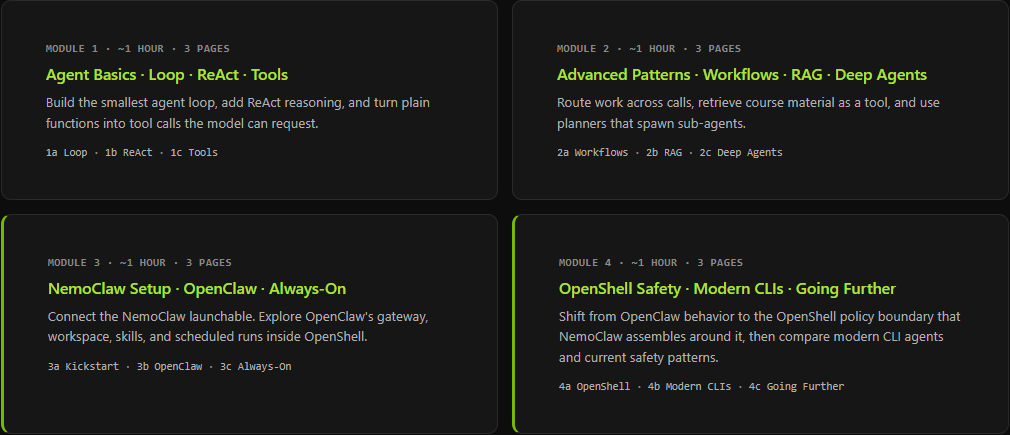 MODULE 1 · ~1 HOUR · 3 PAGES
Agent Basics · Loop · ReAct · Tools
Build the smallest agent loop, add ReAct reasoning, and turn plain
functions into tool calls the model can request.
1a Loop · 1b ReAct · 1c Tools
MODULE 2 · ~1 HOUR · 3 PAGES
Advanced Patterns · Workflows · RAG · Deep Agents
Route work across calls, retrieve course material as a tool, and use
planners that spawn sub-agents.
2a Workflows · 2b RAG · 2c Deep Agents
MODULE 3 · ~1 HOUR · 3 PAGES
NemoClaw Setup · OpenClaw · Always-On
Connect the NemoClaw launchable. Explore OpenClaw's gateway,
workspace, skills, and scheduled runs inside OpenShell.
3a Kickstart · 3b OpenClaw · 3c Always-On
MODULE 4 · ~1 HOUR · 3 PAGES
OpenShell Safety · Modern CLIs · Going Further
Shift from OpenClaw behavior to the OpenShell policy boundary that
NemoClaw assembles around it, then compare modern CLI agents
and current safety patterns.
4a OpenShell · 4b Modern CLIs · 4c Going Further